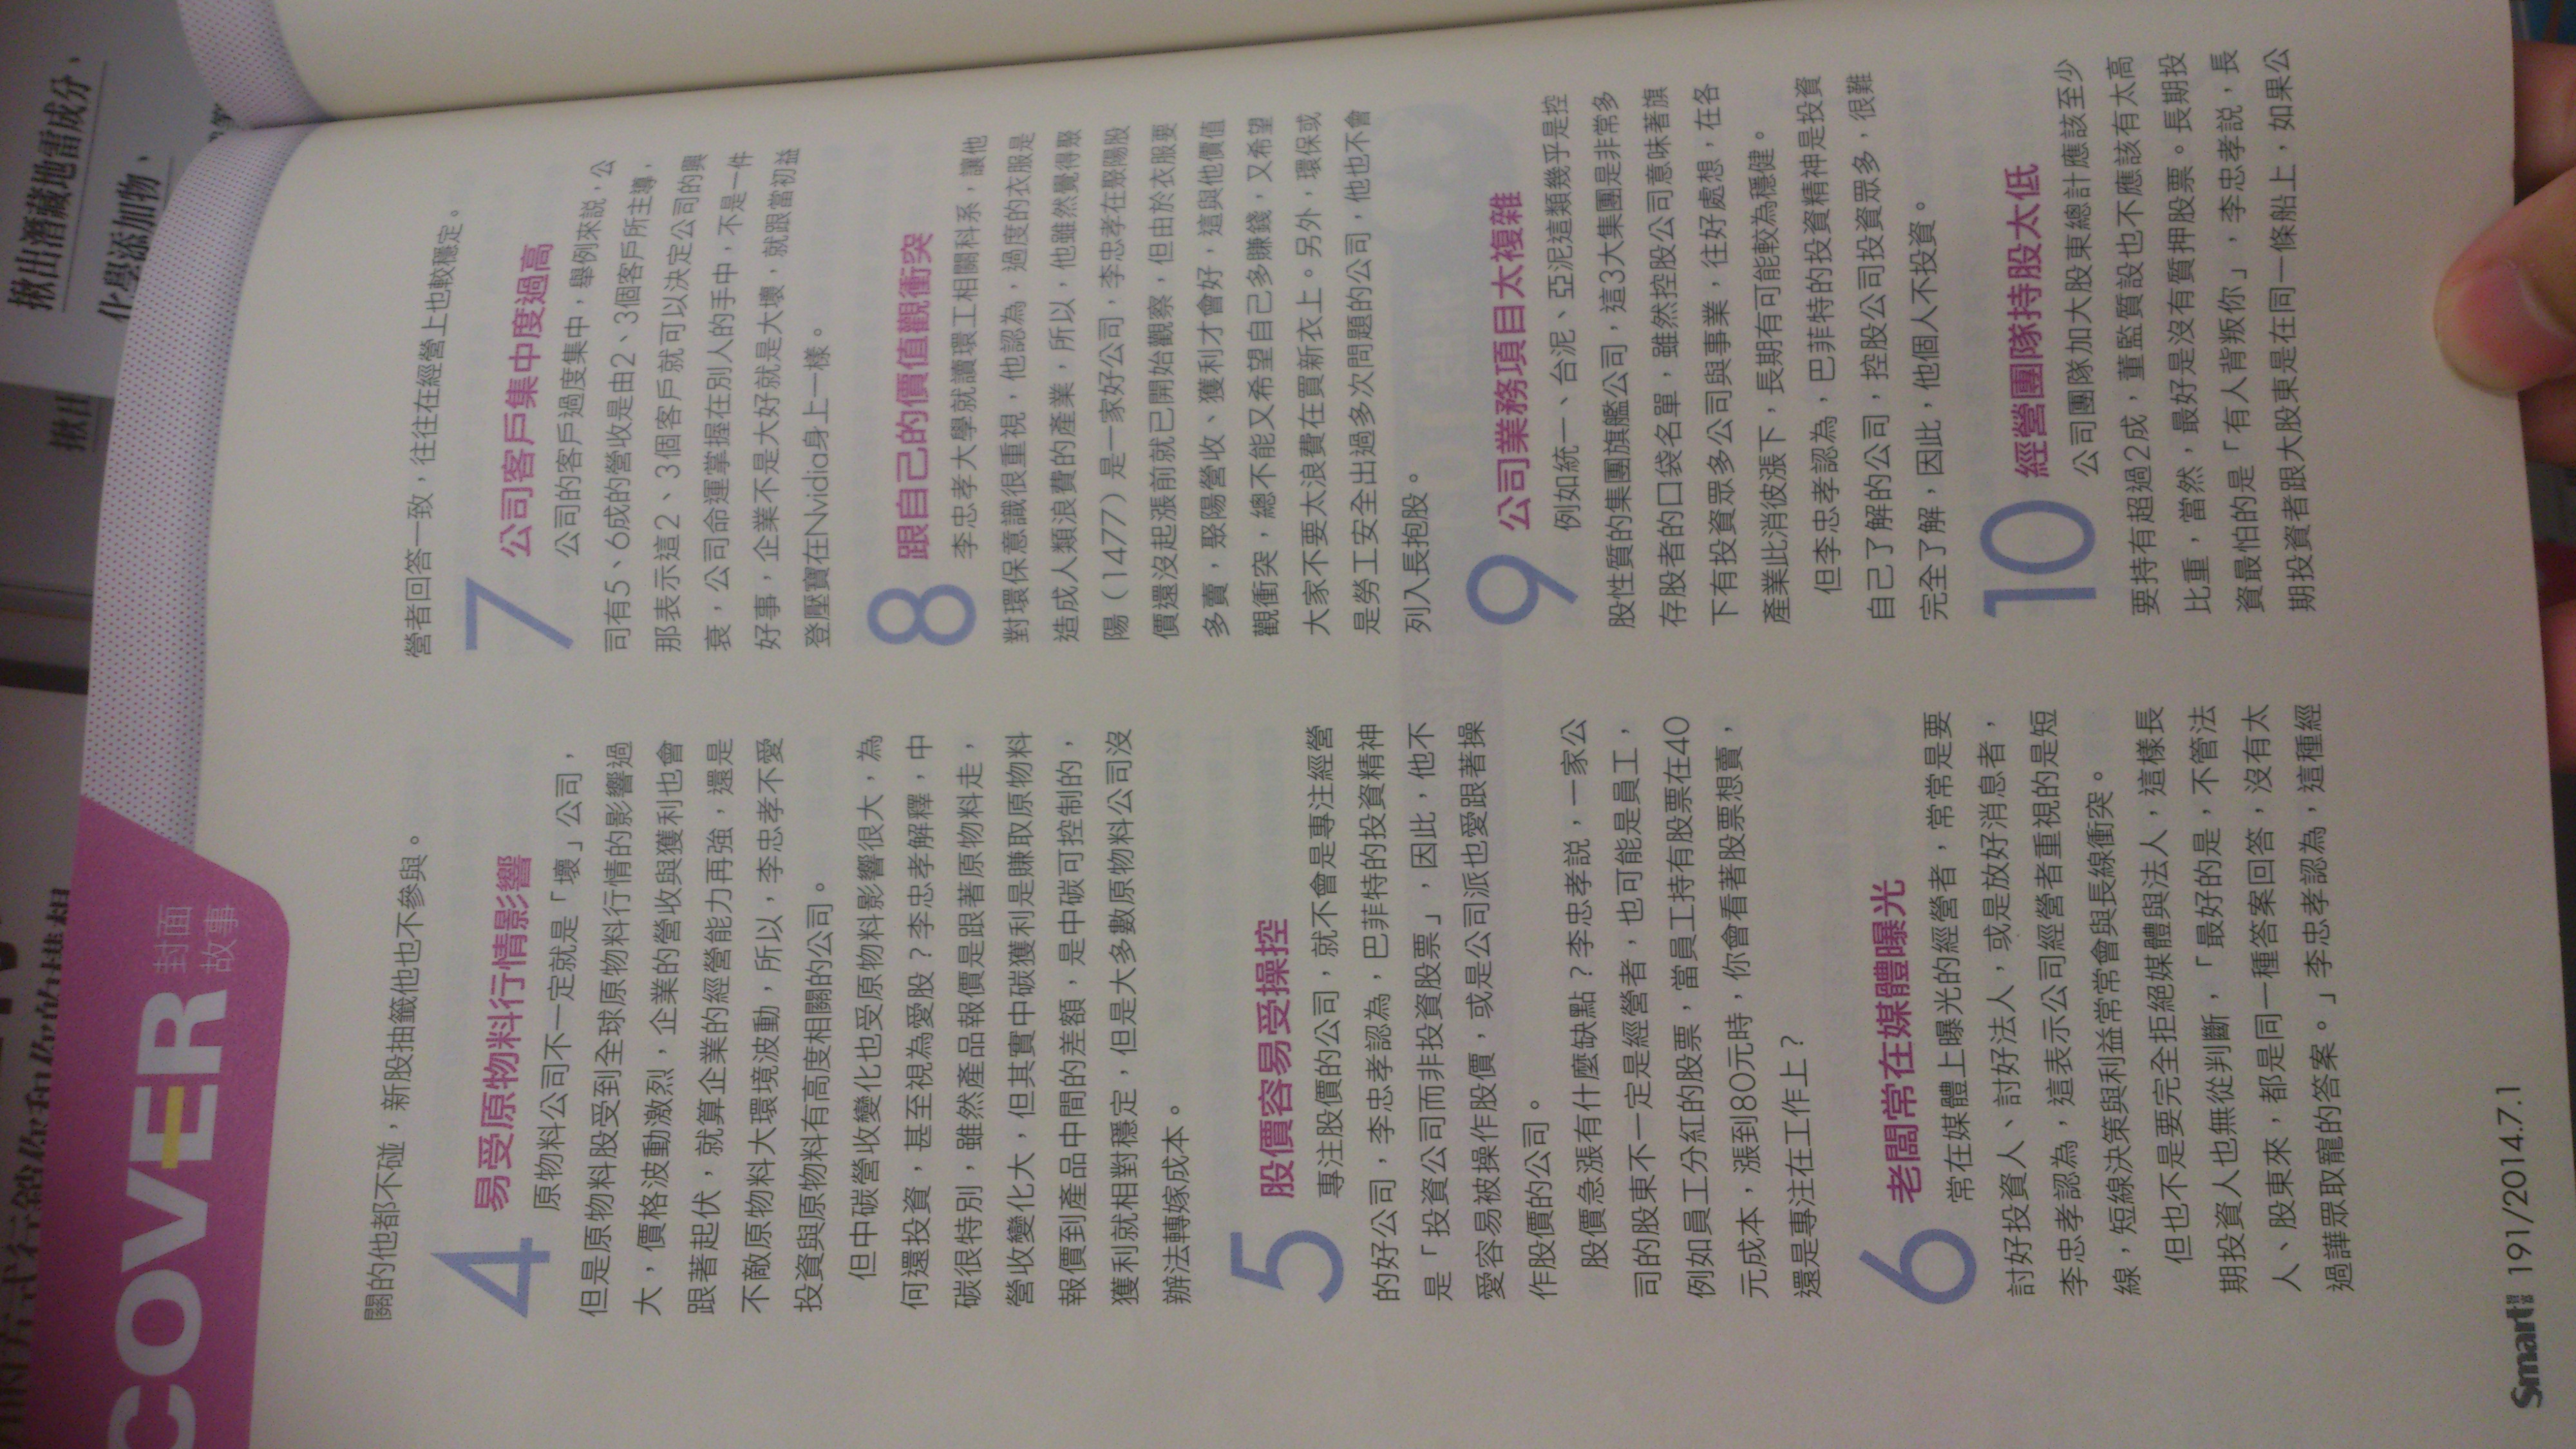 的方式行銷你和你的構想
揪出
揪出潛藏地雷成分、
化學添加物、
COVER
封面
故事
關的他都不碰，新股抽籤他也不參與。
4
易受原物料行情影響
原物料公司不一定就是「壞」公司，
但是原物料股受到全球原物料行情的影響過
大，價格波動激烈，企業的營收與獲利也會
跟著起伏，就算企業的經營能力再強，還是
不敵原物料大環境波動，所以，李忠孝不愛
投資與原物料有高度相關的公司。
但中碳營收變化也受原物料影響很大，為
何還投資，甚至視為愛股？李忠孝解釋，中
碳很特別，雖然產品報價是跟著原物料走，
營收變化大，但其實中碳獲利是賺取原物料
報價到產品中間的差額，是中碳可控制的，
獲利就相對穩定，但是大多數原物料公司沒
辦法轉嫁成本。
5
股價容易受操控
專注股價的公司，就不會是專注經營
的好公司，李忠孝認為，巴菲特的投資精神
是「投資公司而非投資股票」，因此，他不
愛容易被操作股價，或是公司派也愛跟著操
作股價的公司。
股價急漲有什麼缺點？李忠孝説，一家公
司的股東不一定是經營者，也可能是員工，
例如員工分紅的股票，當員工持有股票在40
元成本，漲到80元時，你會看著股票想賣，
還是專注在工作上？
6
老闆常在媒體曝光
常在媒體上曝光的經營者，常常是要
討好投資人、討好法人，或是放好消息者，
李忠孝認為，這表示公司經營者重視的是短
線，短線決策與利益常常會與長線衝突。
但也不是要完全拒絕媒體與法人，這樣長
期投資人也無從判斷，「最好的是，不管法
人、股東來，都是同一種答案回答，沒有太
過譁眾取寵的答案。」李忠孝認為，這種經
營者回答一致，往往在經營上也較穩定。
7
公司客戶集中度過高
公司的客戶過度集中，舉例來説，公
司有5、6成的營收是由2、3個客戶所主導，
那表示這2、3個客戶就可以決定公司的興
衰，公司命運掌握在別人的手中，不是一件
好事，企業不是大好就是大壞，就跟當初益
登壓寶在Nvidia身上一樣。
8
跟自己的價值觀衝突
李忠孝大學就讀環工相關科系，讓他
對環保意識很重視，他認為，過度的衣服是
造成人類浪費的產業，所以，他雖然覺得聚
陽（1477）是一家好公司，李忠孝在聚陽股
價還沒起漲前就已開始觀察，但由於衣服要
多賣，聚陽營收、獲利才會好，這與他價值
觀衝突，總不能又希望自己多賺錢，又希望
大家不要太浪費在買新衣上。另外，環保或
是勞工安全出過多次問題的公司，他也不會
列入長抱股。
9
公司業務項目太複雜
例如統一、台泥、亞泥這類幾乎是控
股性質的集團旗艦公司，這3大集團是非常多
存股者的口袋名單，雖然控股公司意味著旗
下有投資眾多公司與事業，往好處想，在各
產業此消彼漲下，長期有可能較為穩健。
但李忠孝認為，巴菲特的投資精神是投資
自己了解的公司，控股公司投資眾多，很難
完全了解，因此，他個人不投資。
10
經營團隊持股太低
公司團隊加大股東總計應該至少
要持有超過2成，董監質設也不應該有太高
比重，當然，最好是沒有質押股票。長期投
資最怕的是「有人背叛你」，李忠孝説，長
期投資者跟大股東是在同一條船上，如果公
Smart 智富 191/2014.7.1